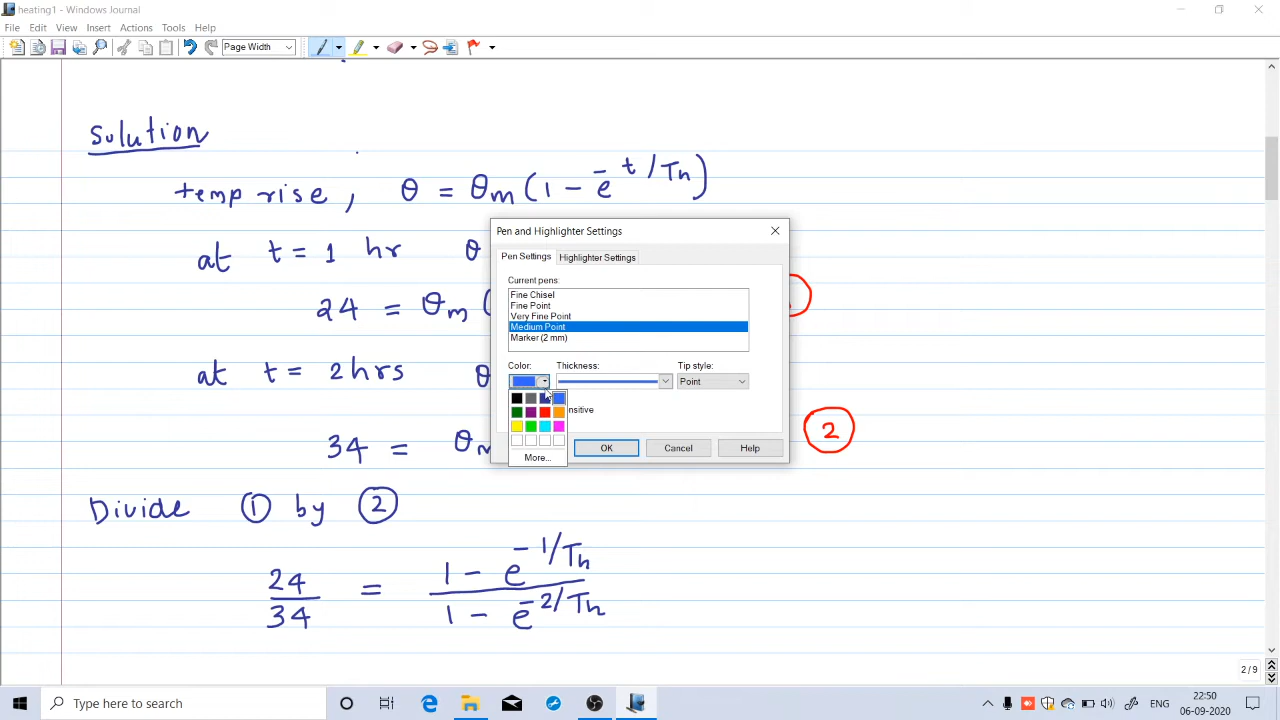 heating1 - Windows Journal
File Edit View Insert Actions Tools Help
Page Width
Solution
temp rise, θ = θm (1 - e^-t/Th)
at t = 1 hr θ
24 = θm (
at t = 2 hrs θ
34 = θm
2
Divide ① by ②
24/34 = 1 - e^-1/Th / 1 - e^-2/Th
Pen and Highlighter Settings
Pen Settings Highlighter Settings
Current pens:
Fine Chisel
Fine Point
Very Fine Point
Medium Point
Marker (2 mm)
Color: Thickness: Tip style:
Point
nsitive
More...
OK Cancel Help
2 / 9
Type here to search
ENG
22:50
06-09-2020